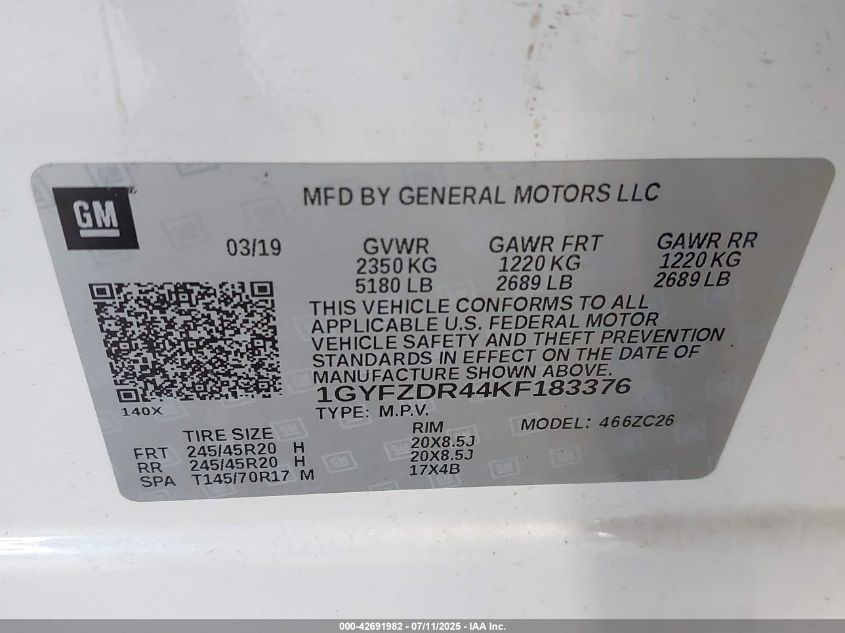 GM
MFD BY GENERAL MOTORS LLC
03/19 GVWR GAWR FRT GAWR RR
2350 KG 1220 KG 1220 KG
5180 LB 2689 LB 2689 LB
THIS VEHICLE CONFORMS TO ALL
APPLICABLE U.S. FEDERAL MOTOR
VEHICLE SAFETY AND THEFT PREVENTION
STANDARDS IN EFFECT ON THE DATE OF
MANUFACTURE SHOWN ABOVE.
1GYFZDR44KF183376
140X
TYPE: M.P.V. MODEL: 466ZC26
TIRE SIZE RIM
FRT 245/45R20 H 20X8.5J
RR 245/45R20 H 20X8.5J
SPA T145/70R17 M 17X4B
000-42691982 - 07/11/2025 - IAA Inc.